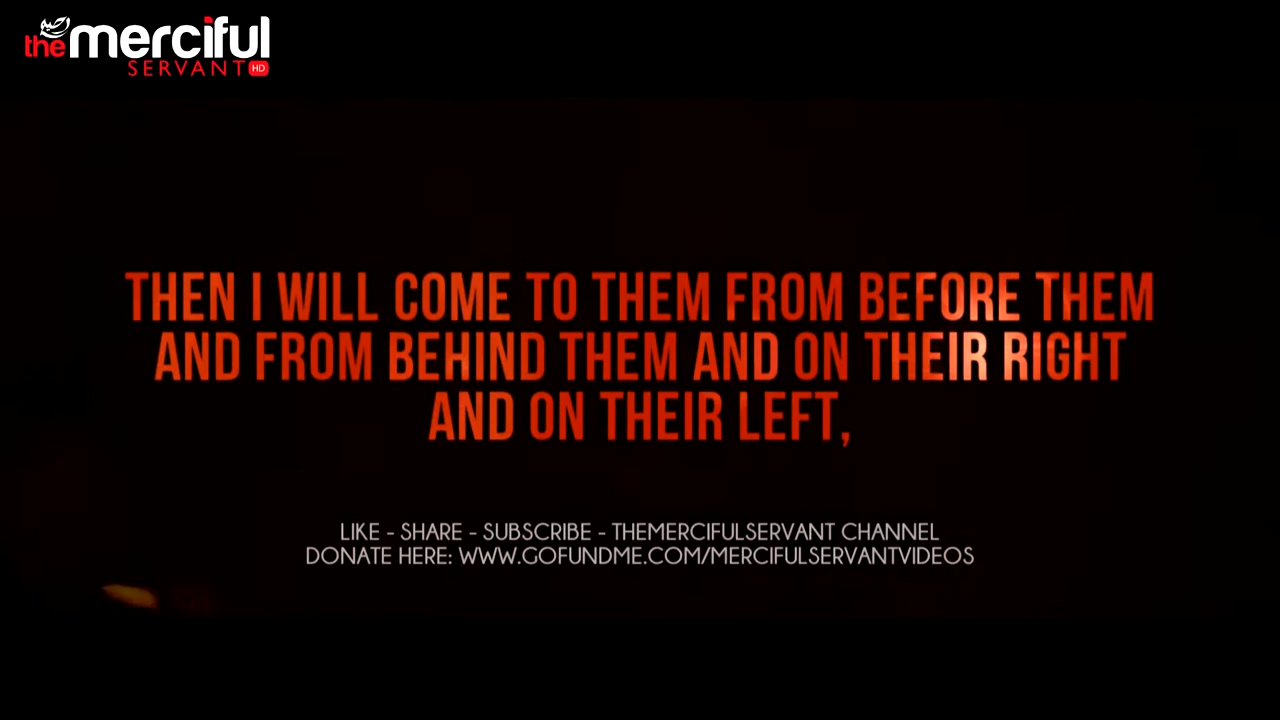 the merciful
SERVANT HD
THEN I WILL COME TO THEM FROM BEFORE THEM
AND FROM BEHIND THEM AND ON THEIR RIGHT
AND ON THEIR LEFT,
LIKE - SHARE - SUBSCRIBE - THEMERCIFULSERVANT CHANNEL
DONATE HERE: WWW.GOFUNDME.COM/MERCIFULSERVANTVIDEOS